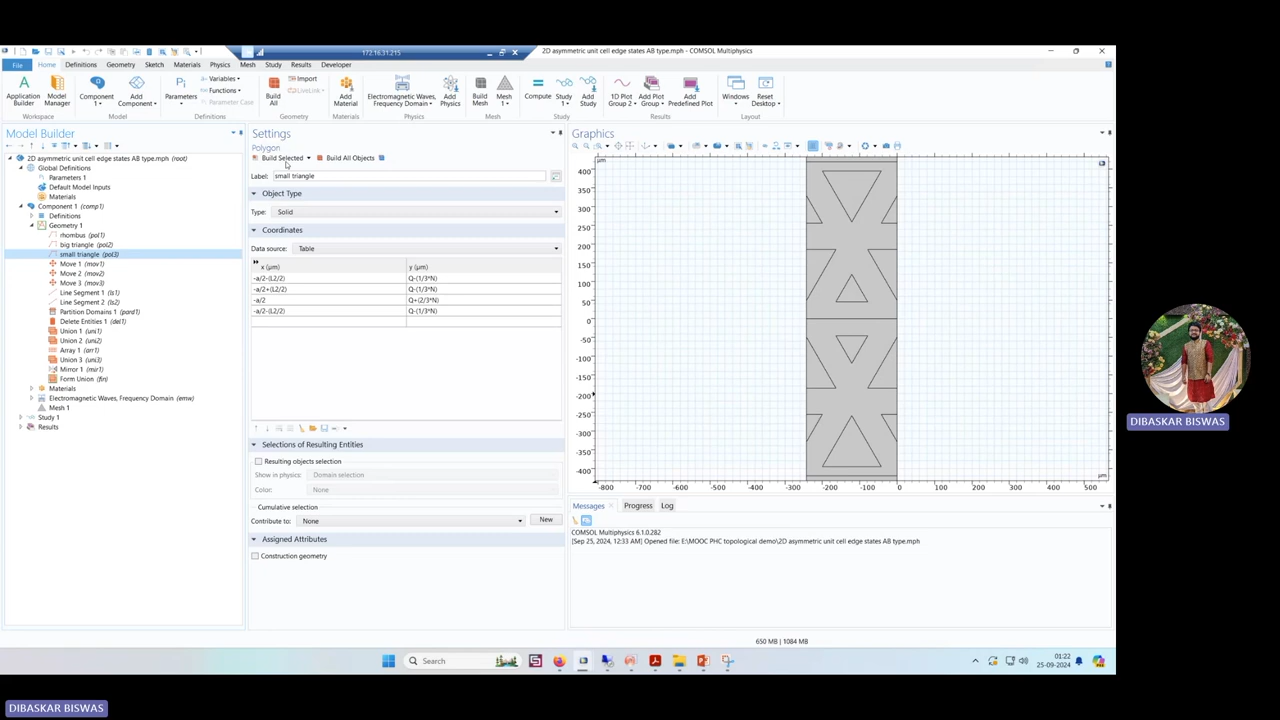 172.16.31.215
2D asymmetric unit cell edge states AB type.mph - COMSOL Multiphysics
File Home Definitions Geometry Sketch Materials Physics Mesh Study Results Developer
Application Builder
Model Manager
Component 1
Add Component
Parameters
Variables
Functions
Parameter Case
Build All
Import
LiveLink
Add Material
Electromagnetic Waves, Frequency Domain
Add Physics
Build Mesh
Mesh 1
Compute
Study 1
Add Study
1D Plot Group 2
Add Plot Group
Add Predefined Plot
Windows
Reset Desktop
Workspace Model Definitions Geometry Materials Physics Mesh Study Results Layout
Model Builder
2D asymmetric unit cell edge states AB type.mph (root)
Global Definitions
Parameters 1
Default Model Inputs
Materials
Component 1 (comp1)
Definitions
Geometry 1
rhombus (pol1)
big triangle (pol2)
small triangle (pol3)
Move 1 (mov1)
Move 2 (mov2)
Move 3 (mov3)
Line Segment 1 (ls1)
Line Segment 2 (ls2)
Partition Domains 1 (pard1)
Delete Entities 1 (del1)
Union 1 (uni1)
Union 2 (uni2)
Array 1 (arr1)
Union 3 (uni3)
Mirror 1 (mir1)
Form Union (fin)
Materials
Electromagnetic Waves, Frequency Domain (emw)
Mesh 1
Study 1
Results
Settings
Polygon
Build Selected Build All Objects
Label: small triangle
Object Type
Type: Solid
Coordinates
Data source: Table
x (μm) y (μm)
-a/2-(L2/2) Q-(1/3*N)
-a/2+(L2/2) Q-(1/3*N)
-a/2 Q+(2/3*N)
-a/2-(L2/2) Q-(1/3*N)
Selections of Resulting Entities
Resulting objects selection
Show in physics: Domain selection
Color: None
Cumulative selection
Contribute to: None New
Assigned Attributes
Construction geometry
Graphics
μm
400
300
250
200
150
100
50
0
-50
-100
-150
-200
-250
-300
-350
-400
μm
-800 -700 -600 -500 -400 -300 -200 -100 0 100 200 300 400 500
Messages Progress Log
COMSOL Multiphysics 6.1.0.282
[Sep 25, 2024, 12:33 AM] Opened file: E:\MOOC PHC topological demo\2D asymmetric unit cell edge states AB type.mph
650 MB | 1084 MB
Search
01:22
25-09-2024
DIBASKAR BISWAS
DIBASKAR BISWAS